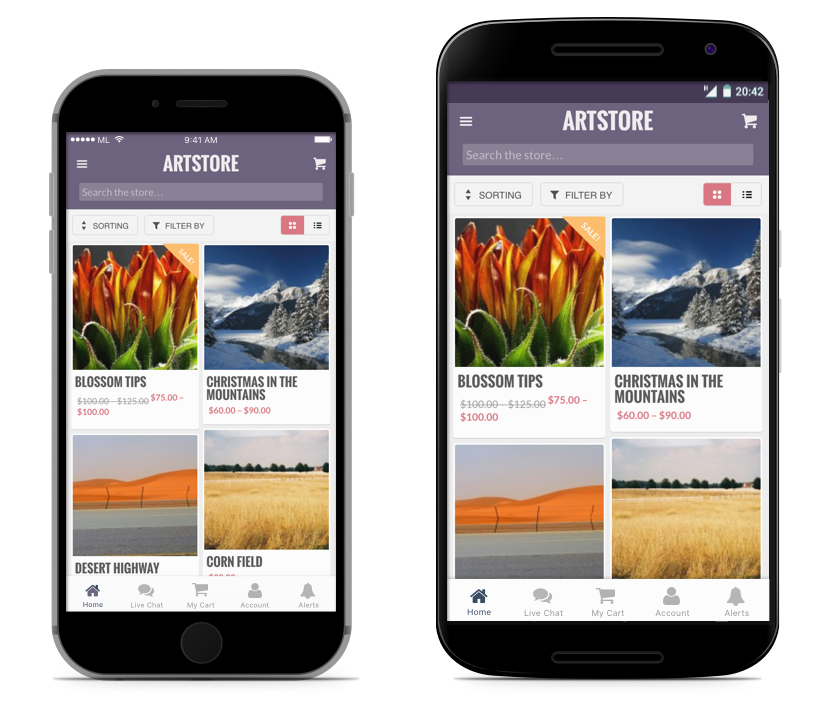 ML
9:41 AM
ARTSTORE
Search the store...
SORTING
FILTER BY
SALE!
BLOSSOM TIPS
$100.00 – $125.00 $75.00 –
$100.00
CHRISTMAS IN THE
MOUNTAINS
$60.00 – $90.00
DESERT HIGHWAY
CORN FIELD
Home
Live Chat
My Cart
Account
Alerts
H
20:42
ARTSTORE
Search the store...
SORTING
FILTER BY
SALE!
BLOSSOM TIPS
$100.00 – $125.00 $75.00 –
$100.00
CHRISTMAS IN THE
MOUNTAINS
$60.00 – $90.00
Home
Live Chat
My Cart
Account
Alerts